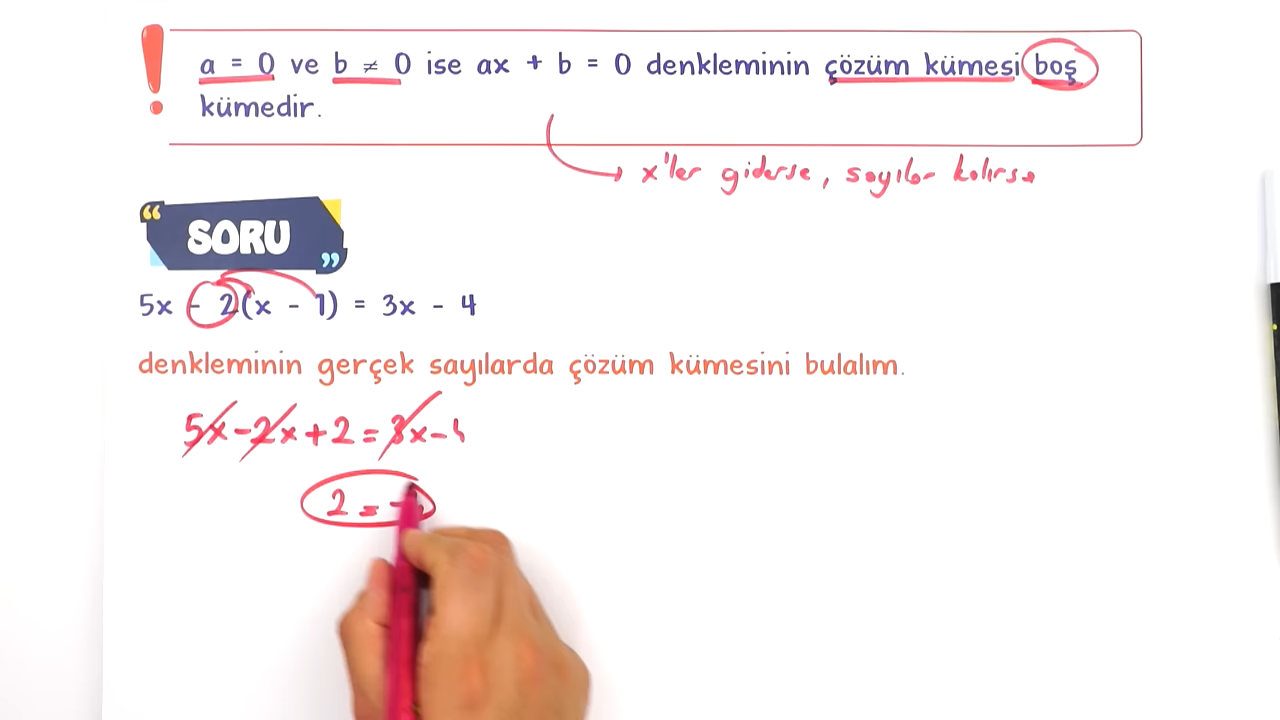 a = 0 ve b ≠ 0 ise ax + b = 0 denkleminin çözüm kümesi boş
kümedir.
x'ler giderse, sayılar kalırsa
“ SORU ”
5x - 2(x - 1) = 3x - 4
denkleminin gerçek sayılarda çözüm kümesini bulalım.
5x-2x+2=3x-4
2 =